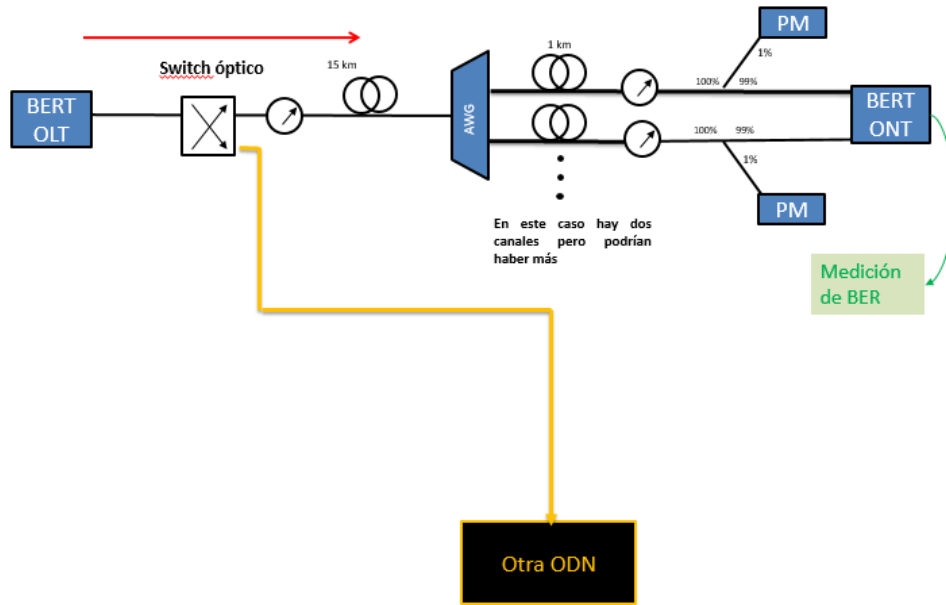 PM
1%
1 km
Switch óptico
15 km
100%
99%
BERT
OLT
AWG
BERT
ONT
100%
99%
1%
PM
En este caso hay dos
canales pero podrían
haber más
Medición
de BER
Otra ODN